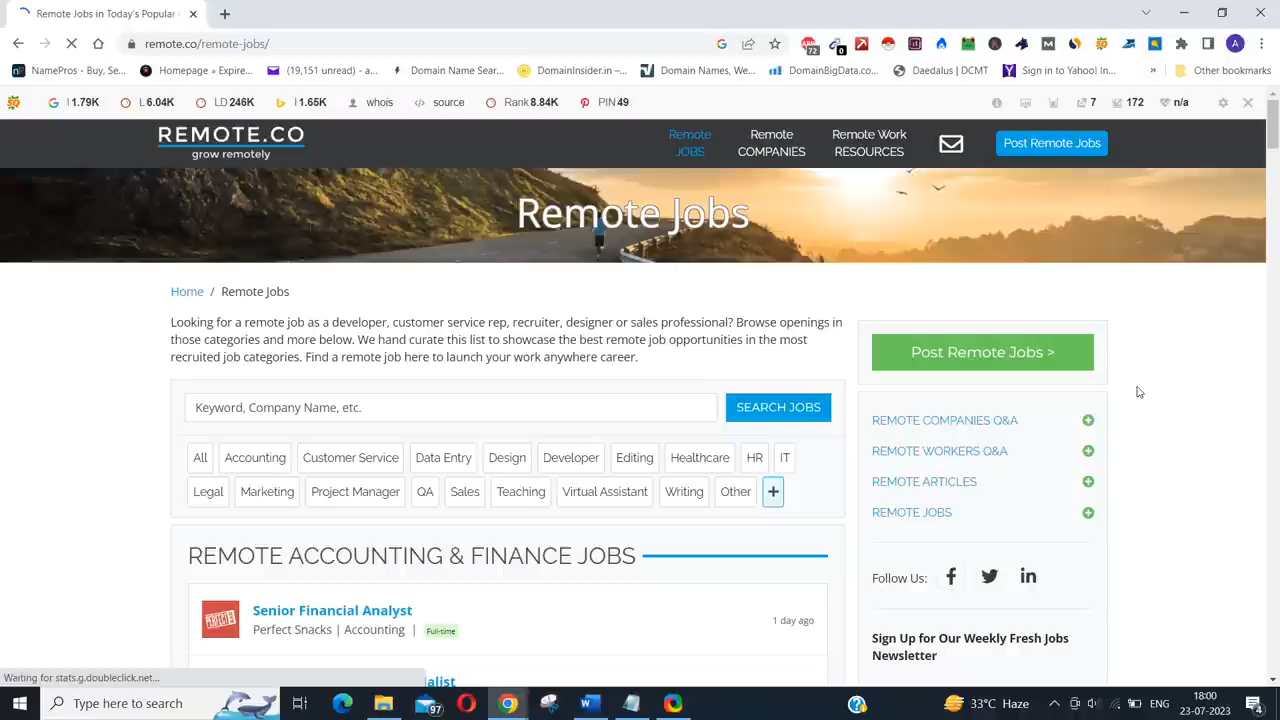 Remote Jobs in Today's Popular
remote.co/remote-jobs/
72
0
A
NamePros - Buy, Se...
Homepage » Expire...
(19,151 unread) - a...
Domain Name Sear...
DomainInsider.in –...
Domain Names, We...
DomainBigData.co...
Daedalus | DCMT
Sign in to Yahoo! In...
»
Other bookmarks
I 1.79K
L 6.04K
LD 246K
I 1.65K
whois
source
Rank 8.84K
PIN 49
7
172
n/a
REMOTE.CO
grow remotely
Remote
JOBS
Remote
COMPANIES
Remote Work
RESOURCES
Post Remote Jobs
Remote Jobs
Home / Remote Jobs
Looking for a remote job as a developer, customer service rep, recruiter, designer or sales professional? Browse openings in
those categories and more below. We hand curate this list to showcase the best remote job opportunities in the most
recruited job categories. Find a remote job here to launch your work anywhere career.
Keyword, Company Name, etc.
SEARCH JOBS
All Accounting Customer Service Data Entry Design Developer Editing Healthcare HR IT
Legal Marketing Project Manager QA Sales Teaching Virtual Assistant Writing Other +
REMOTE ACCOUNTING & FINANCE JOBS
Senior Financial Analyst
Perfect Snacks | Accounting | Full-time
1 day ago
alist
Post Remote Jobs >
REMOTE COMPANIES Q&A
REMOTE WORKERS Q&A
REMOTE ARTICLES
REMOTE JOBS
Follow Us:
Sign Up for Our Weekly Fresh Jobs
Newsletter
Waiting for stats.g.doubleclick.net...
Type here to search
97
33°C Haze
ENG
18:00
23-07-2023
4